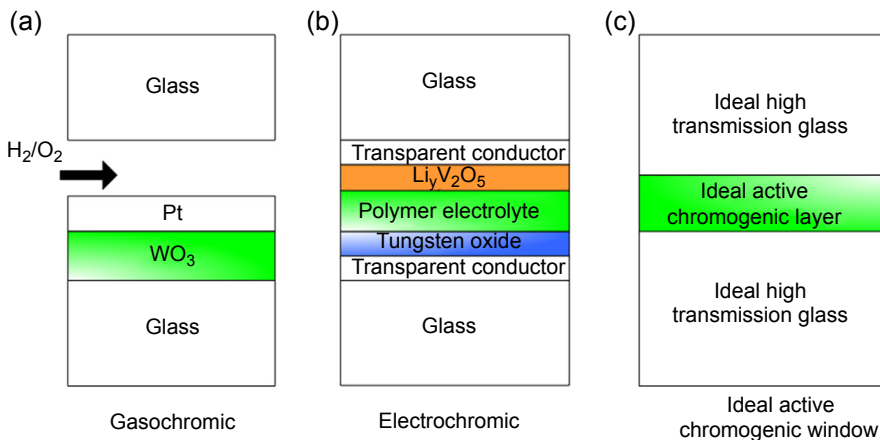 (a)
Glass
H₂/O₂
Pt
WO₃
Glass
Gasochromic
(b)
Glass
Transparent conductor
LiᵧV₂O₅
Polymer electrolyte
Tungsten oxide
Transparent conductor
Glass
Electrochromic
(c)
Ideal high
transmission glass
Ideal active
chromogenic layer
Ideal high
transmission glass
Ideal active
chromogenic window